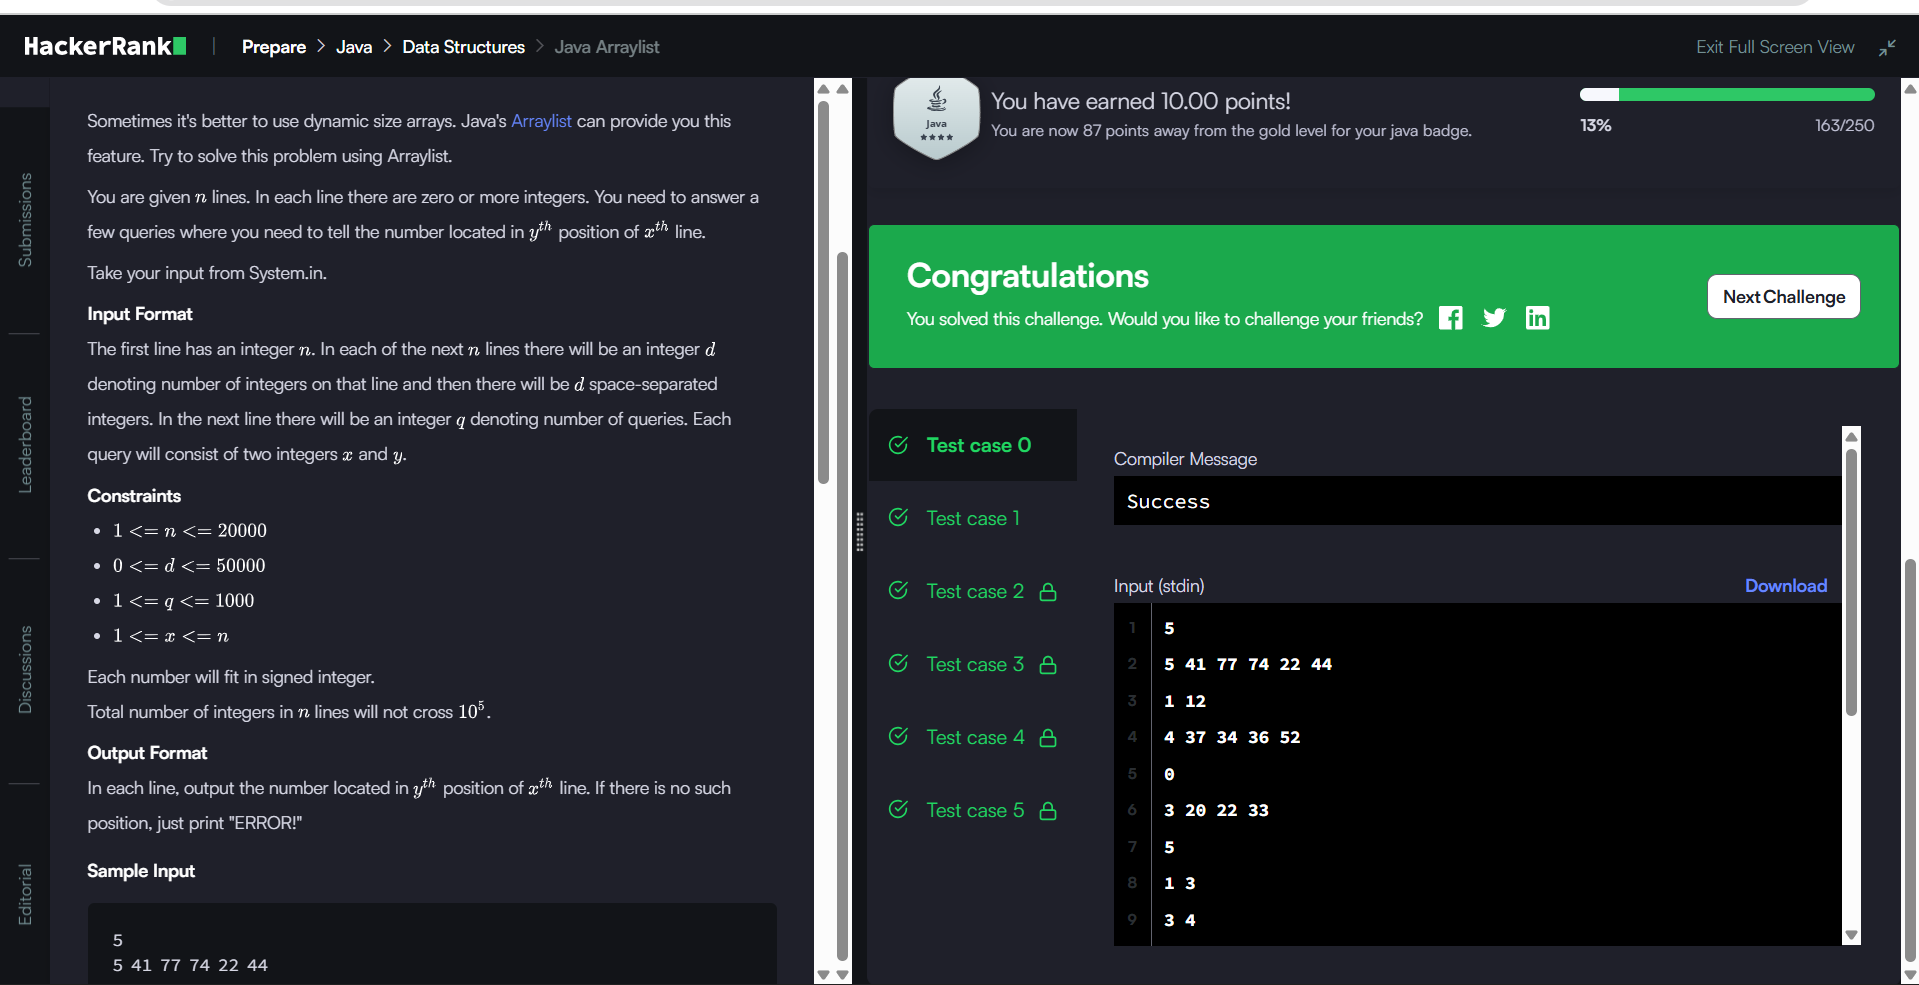 HackerRank
Prepare > Java > Data Structures > Java Arraylist
Exit Full Screen View
Submissions
Leaderboard
Discussions
Editorial
Sometimes it's better to use dynamic size arrays. Java's Arraylist can provide you this
feature. Try to solve this problem using Arraylist.
You are given n lines. In each line there are zero or more integers. You need to answer a
few queries where you need to tell the number located in y^th position of x^th line.
Take your input from System.in.
Input Format
The first line has an integer n. In each of the next n lines there will be an integer d
denoting number of integers on that line and then there will be d space-separated
integers. In the next line there will be an integer q denoting number of queries. Each
query will consist of two integers x and y.
Constraints
• 1 <= n <= 20000
• 0 <= d <= 50000
• 1 <= q <= 1000
• 1 <= x <= n
Each number will fit in signed integer.
Total number of integers in n lines will not cross 10^5.
Output Format
In each line, output the number located in y^th position of x^th line. If there is no such
position, just print "ERROR!"
Sample Input
5
5 41 77 74 22 44
Java
★★★★
You have earned 10.00 points!
You are now 87 points away from the gold level for your java badge.
13%
163/250
Congratulations
You solved this challenge. Would you like to challenge your friends?
Next Challenge
Test case 0
Test case 1
Test case 2
Test case 3
Test case 4
Test case 5
Compiler Message
Success
Input (stdin)
Download
1 5
2 5 41 77 74 22 44
3 1 12
4 4 37 34 36 52
5 0
6 3 20 22 33
7 5
8 1 3
9 3 4